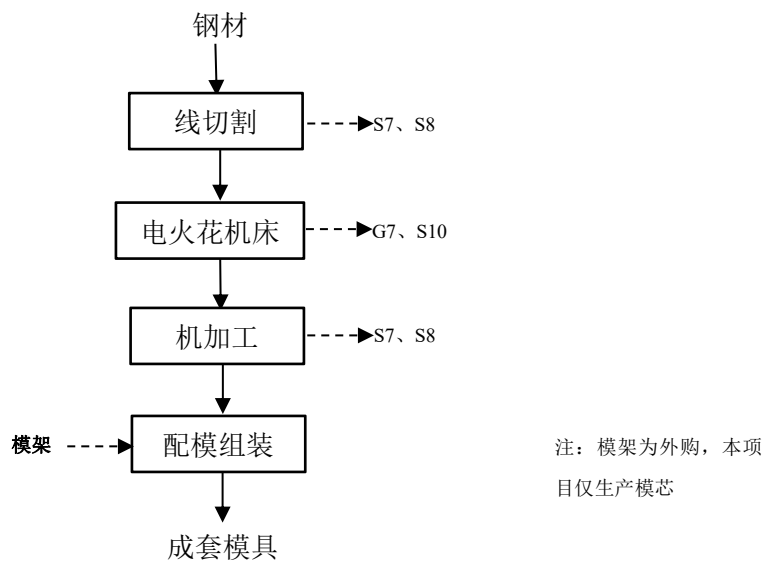 钢材
线切割
S7、S8
电火花机床
G7、S10
机加工
S7、S8
模架
配模组装
注：模架为外购，本项
目仅生产模芯
成套模具